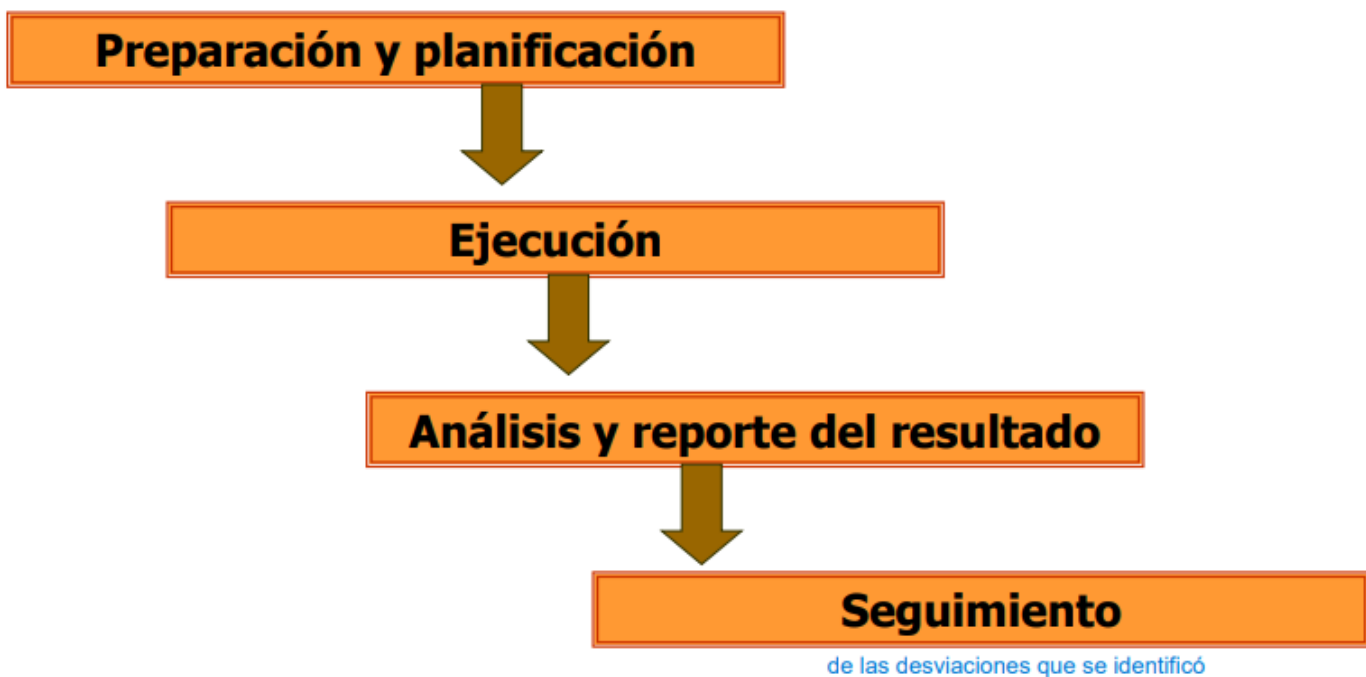 Preparación y planificación
Ejecución
Análisis y reporte del resultado
Seguimiento
de las desviaciones que se identificó